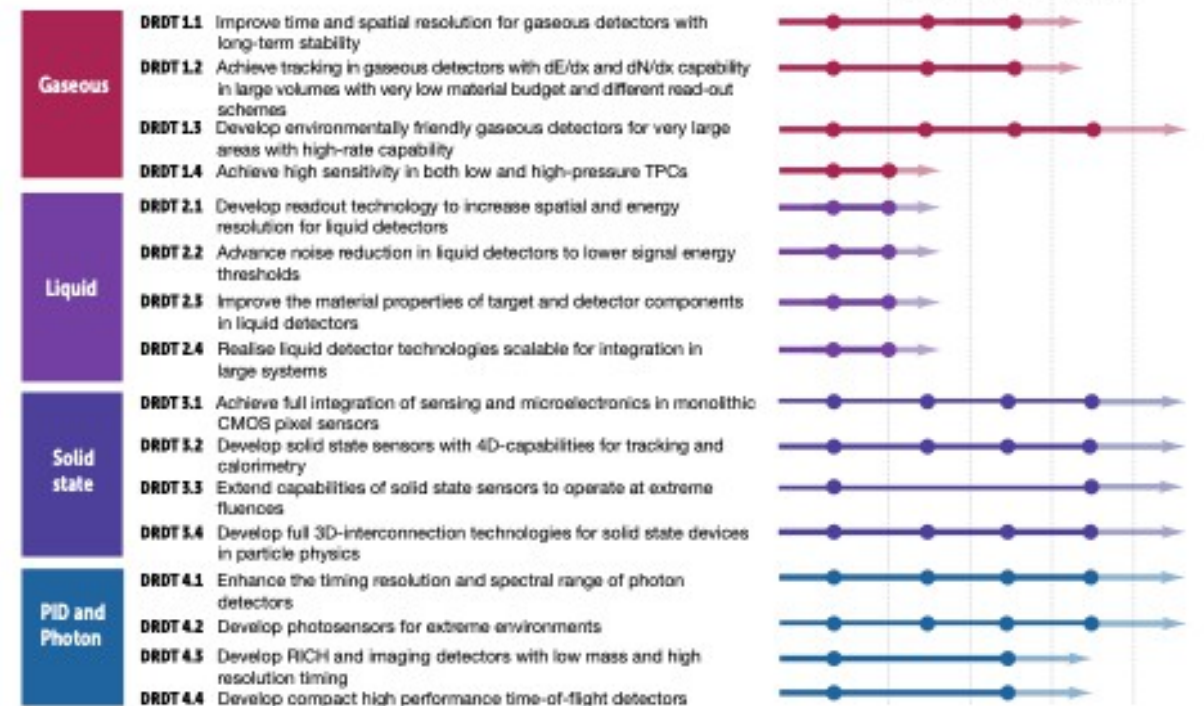 Gaseous
DRDT 1.1 Improve time and spatial resolution for gaseous detectors with
long-term stability
DRDT 1.2 Achieve tracking in gaseous detectors with dE/dx and dN/dx capability
in large volumes with very low material budget and different read-out
schemes
DRDT 1.3 Develop environmentally friendly gaseous detectors for very large
areas with high-rate capability
DRDT 1.4 Achieve high sensitivity in both low and high-pressure TPCs
Liquid
DRDT 2.1 Develop readout technology to increase spatial and energy
resolution for liquid detectors
DRDT 2.2 Advance noise reduction in liquid detectors to lower signal energy
thresholds
DRDT 2.3 Improve the material properties of target and detector components
in liquid detectors
DRDT 2.4 Realise liquid detector technologies scalable for integration in
large systems
Solid
state
DRDT 3.1 Achieve full integration of sensing and microelectronics in monolithic
CMOS pixel sensors
DRDT 3.2 Develop solid state sensors with 4D-capabilities for tracking and
calorimetry
DRDT 3.3 Extend capabilities of solid state sensors to operate at extreme
fluences
DRDT 3.4 Develop full 3D-interconnection technologies for solid state devices
in particle physics
PID and
Photon
DRDT 4.1 Enhance the timing resolution and spectral range of photon
detectors
DRDT 4.2 Develop photosensors for extreme environments
DRDT 4.3 Develop RICH and imaging detectors with low mass and high
resolution timing
DRDT 4.4 Develop compact high performance time-of-flight detectors